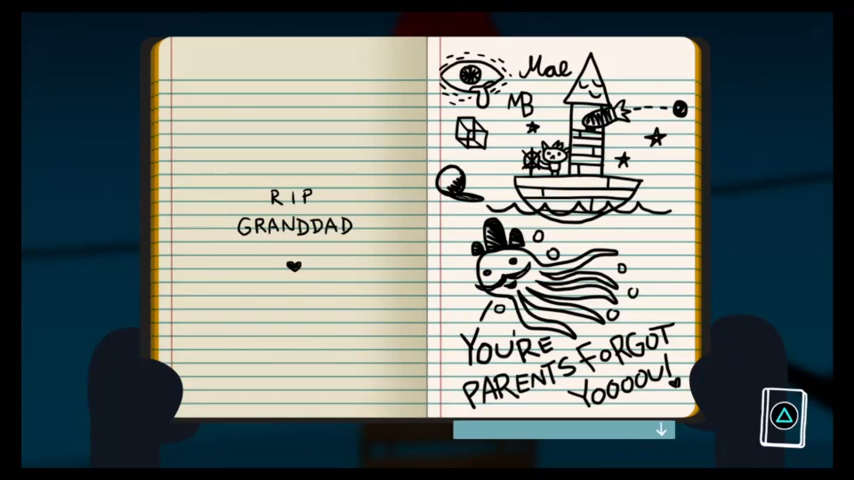 RIP
GRANDDAD
Mae
MB
YOU'RE
PARENTS FORGOT
YOOOOU!